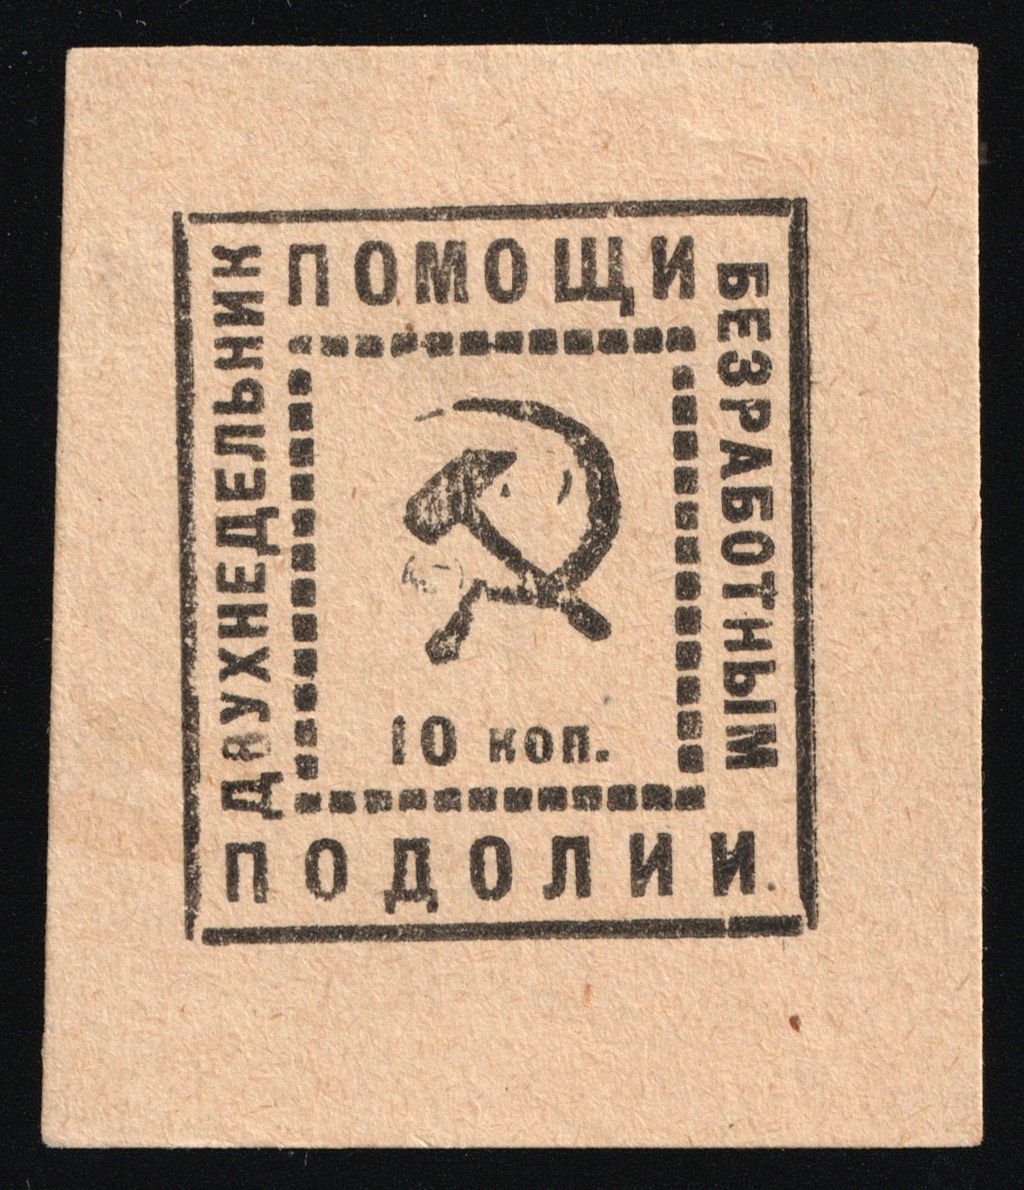 ДВУХНЕДЕЛЬНИК
ПОМОЩИ
БЕЗРАБОТНЫМ
ПОДОЛИИ
10 коп.